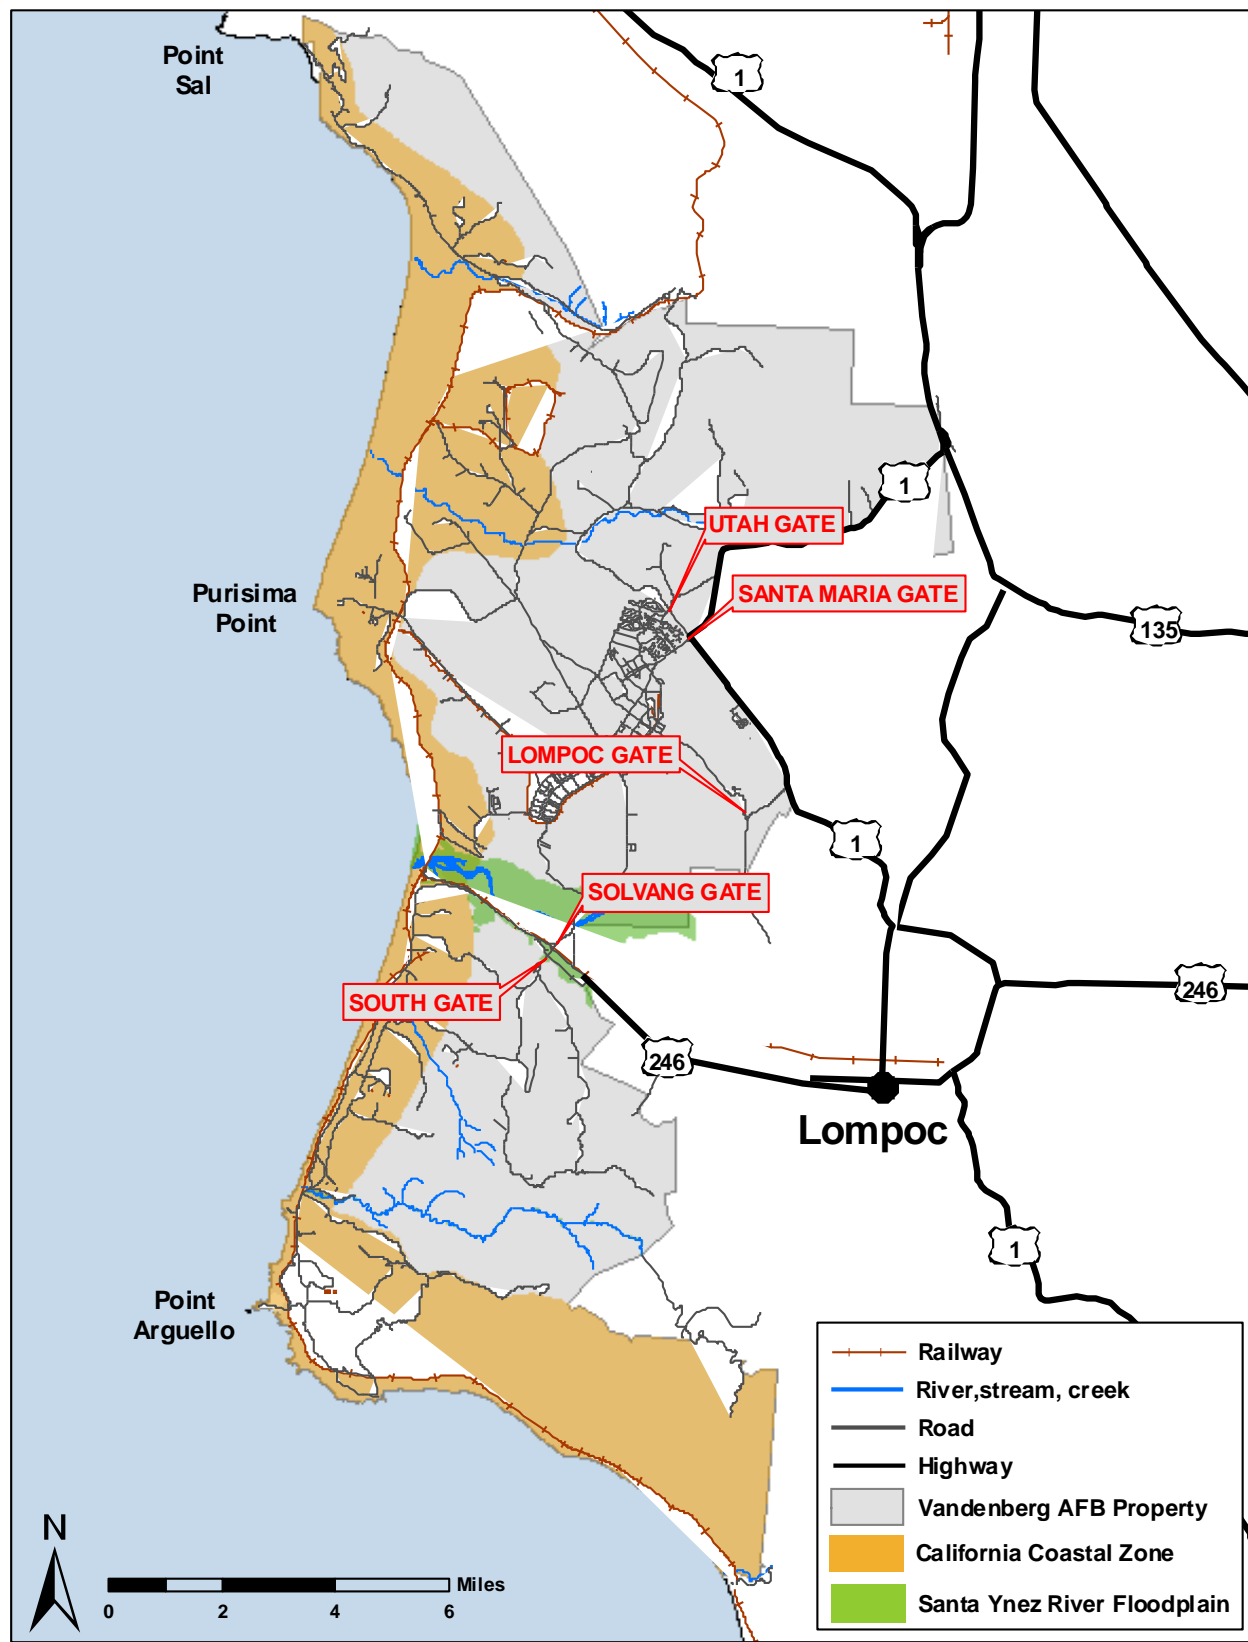 Point
Sal
1
1
UTAH GATE
SANTA MARIA GATE
Purisima
Point
135
LOMPOC GATE
1
SOLVANG GATE
246
SOUTH GATE
246
Lompoc
1
Point
Arguello
Railway
River,stream, creek
Road
Highway
Vandenberg AFB Property
California Coastal Zone
Santa Ynez River Floodplain
N
Miles
0 2 4 6